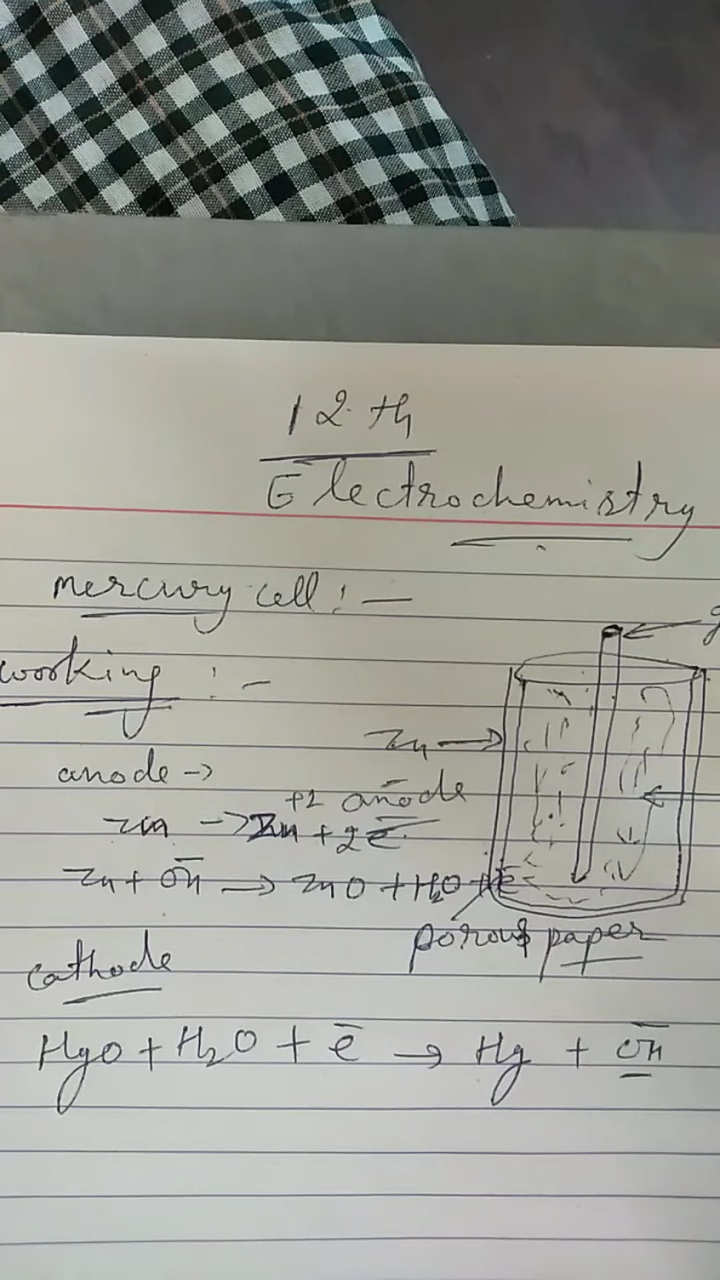 12th
Electrochemistry
mercury cell :—
working :-
Zn →
anode →
anode
Zn → Zn+2 + 2e-
Zn + OH- → ZnO + H2O + e-
porous paper
cathode
HgO + H2O + e- → Hg + OH-